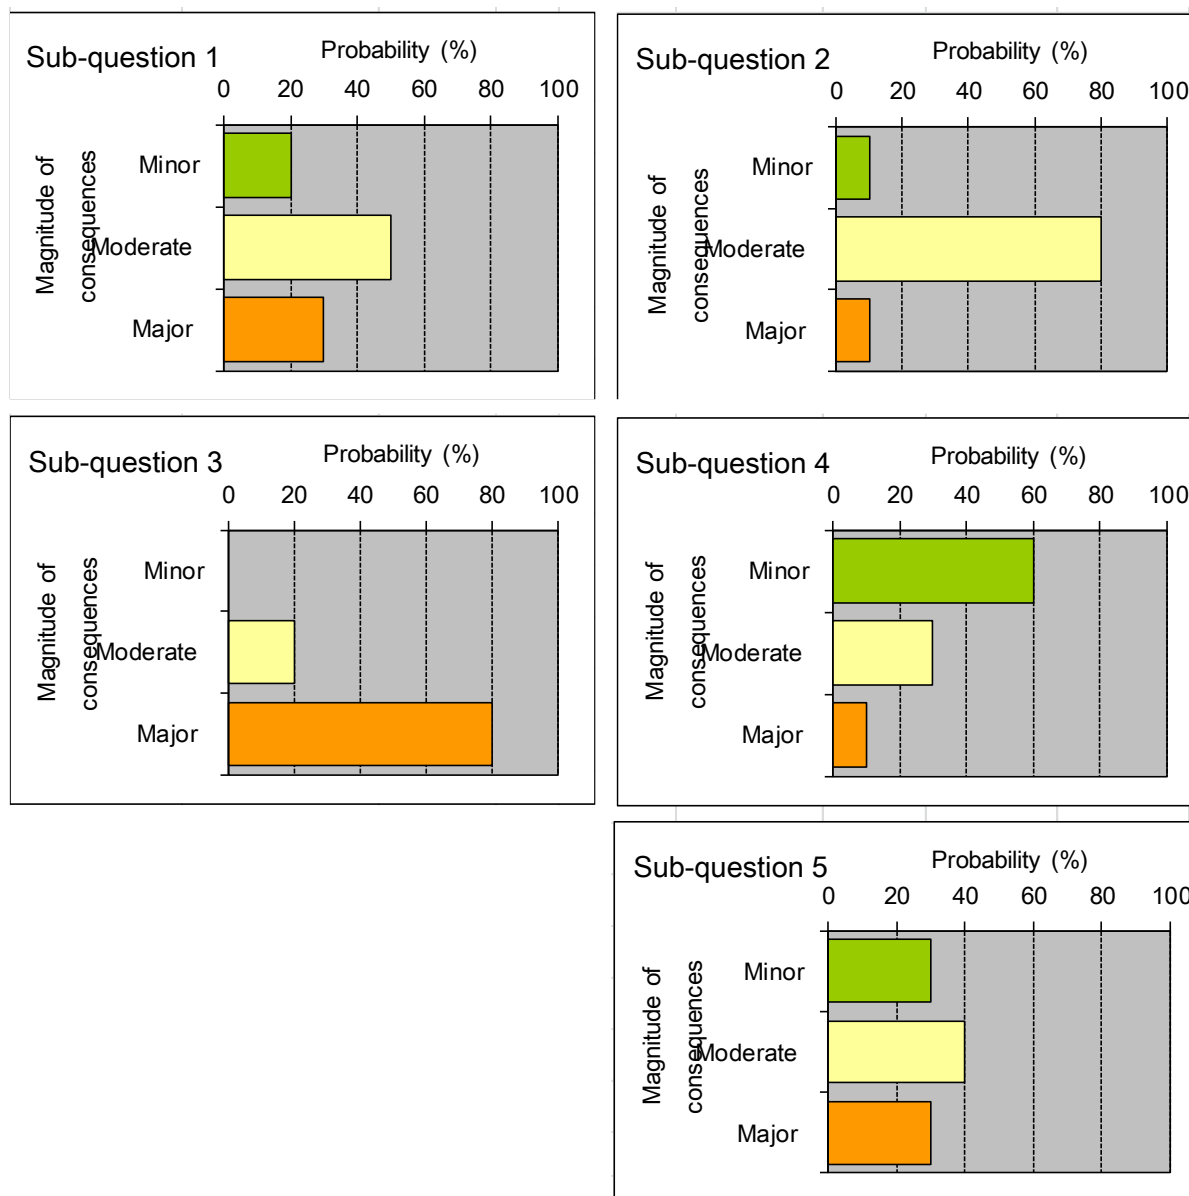 Sub-question 1
Probability (%)
0 20 40 60 80 100
Magnitude of
consequences
Minor
Moderate
Major
Sub-question 2
Probability (%)
0 20 40 60 80 100
Magnitude of
consequences
Minor
Moderate
Major
Sub-question 3
Probability (%)
0 20 40 60 80 100
Magnitude of
consequences
Minor
Moderate
Major
Sub-question 4
Probability (%)
0 20 40 60 80 100
Magnitude of
consequences
Minor
Moderate
Major
Sub-question 5
Probability (%)
0 20 40 60 80 100
Magnitude of
consequences
Minor
Moderate
Major